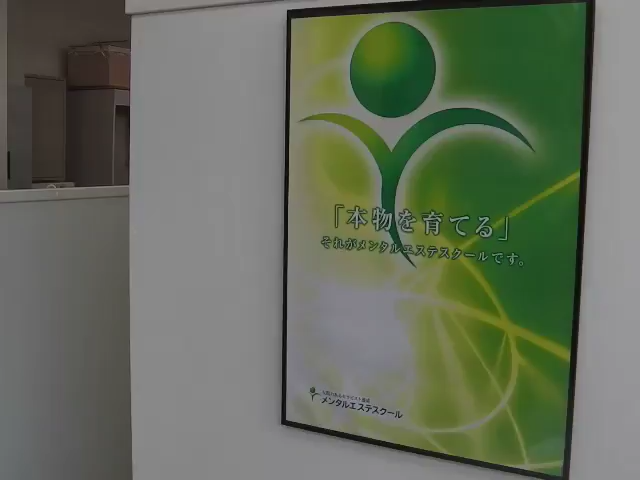 「本物を育てる」
それがメンタルエステスクールです。
メンタルエステスクール